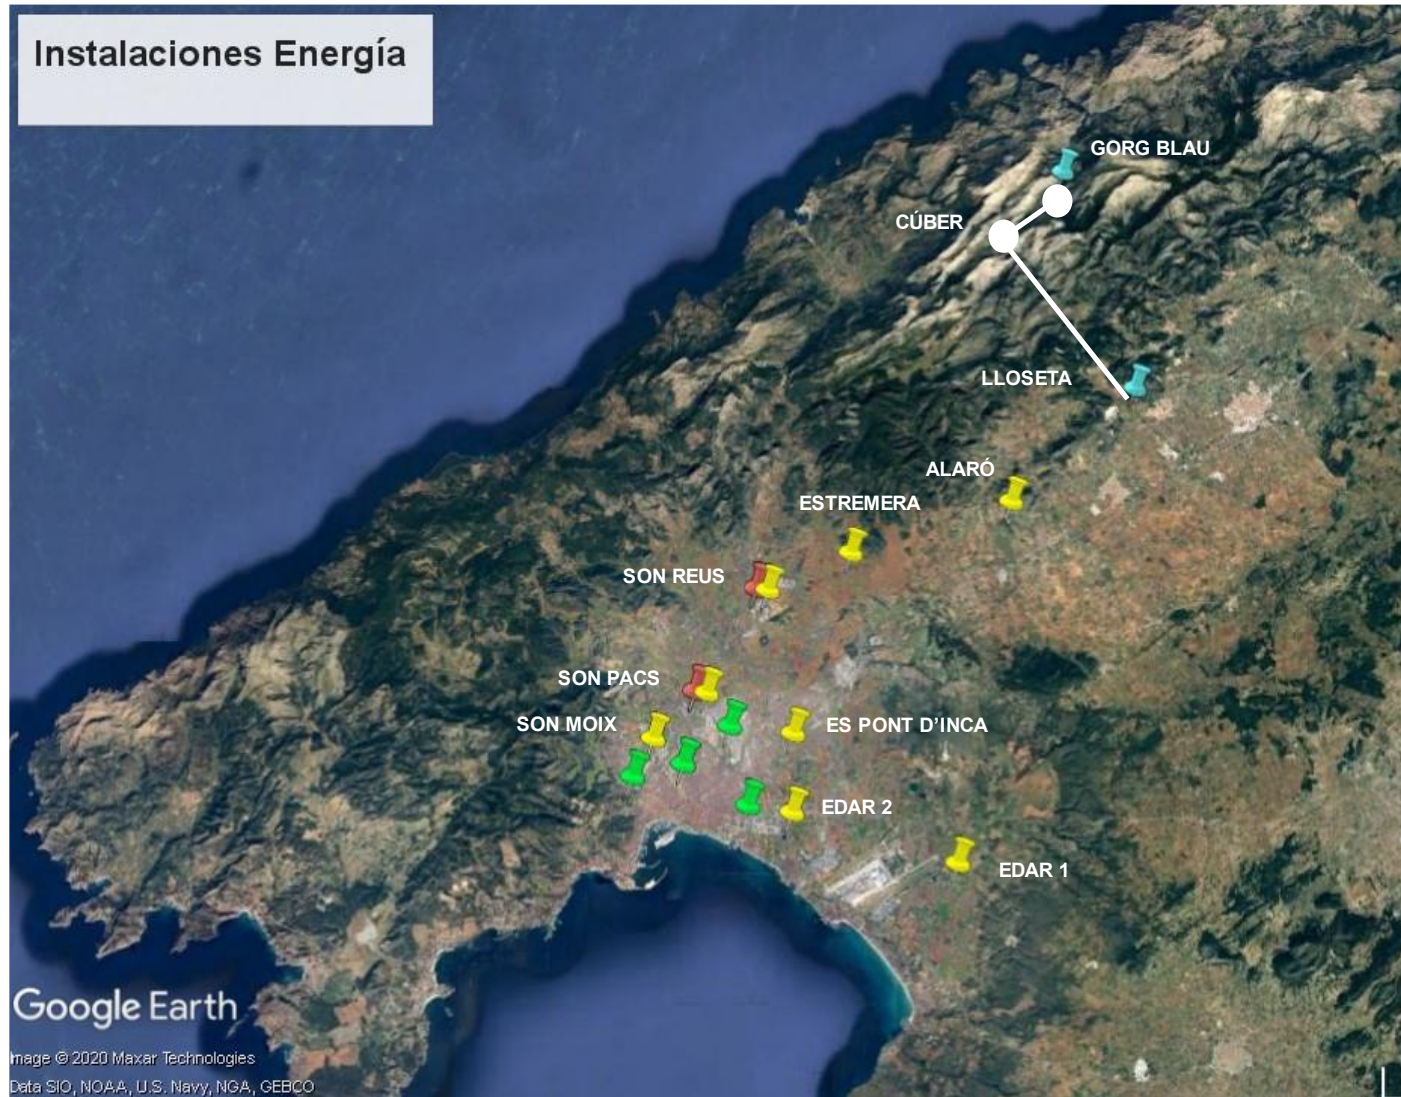 Instalaciones Energía
GORG BLAU
CÚBER
LLOSETA
ALARÓ
ESTREMERA
SON REUS
SON PACS
SON MOIX
ES PONT D’INCA
EDAR 2
EDAR 1
Google Earth
Image © 2020 Maxar Technologies
Data SIO, NOAA, U.S. Navy, NGA, GEBCO